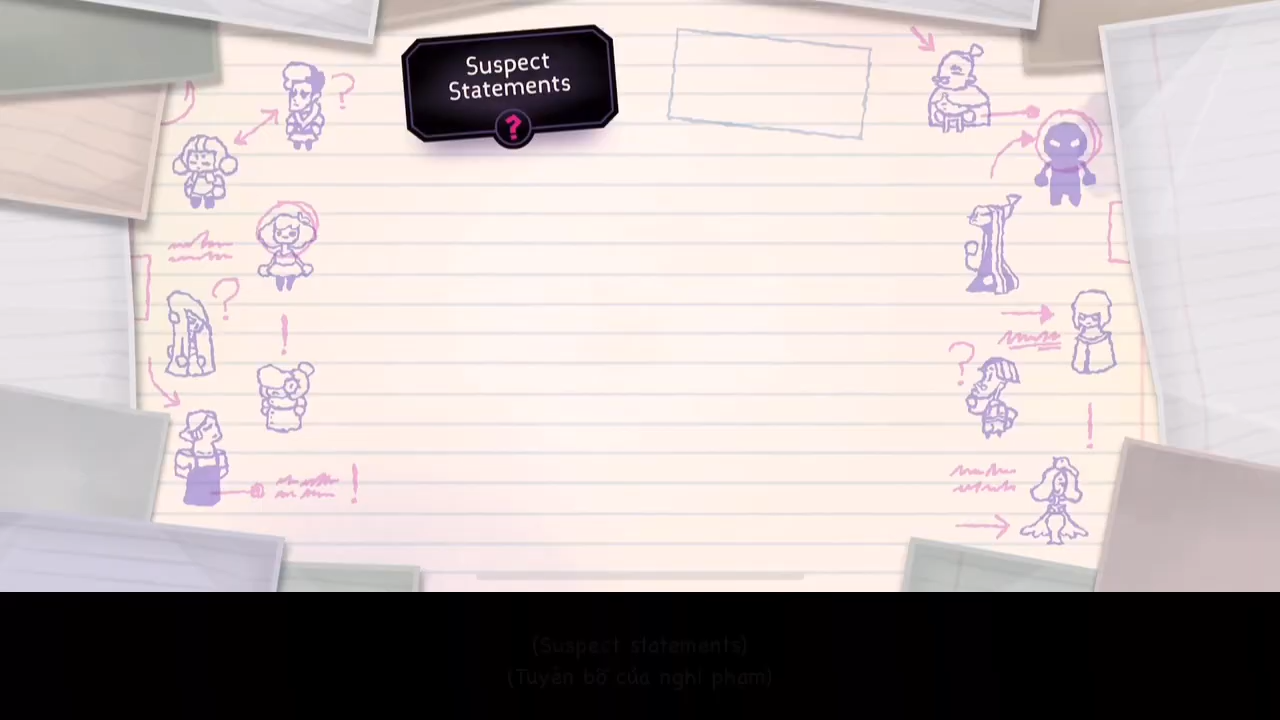 Suspect
Statements
?
?
?
!
?
!
!
(Suspect statements)
(Tuyên bố của nghi phạm)